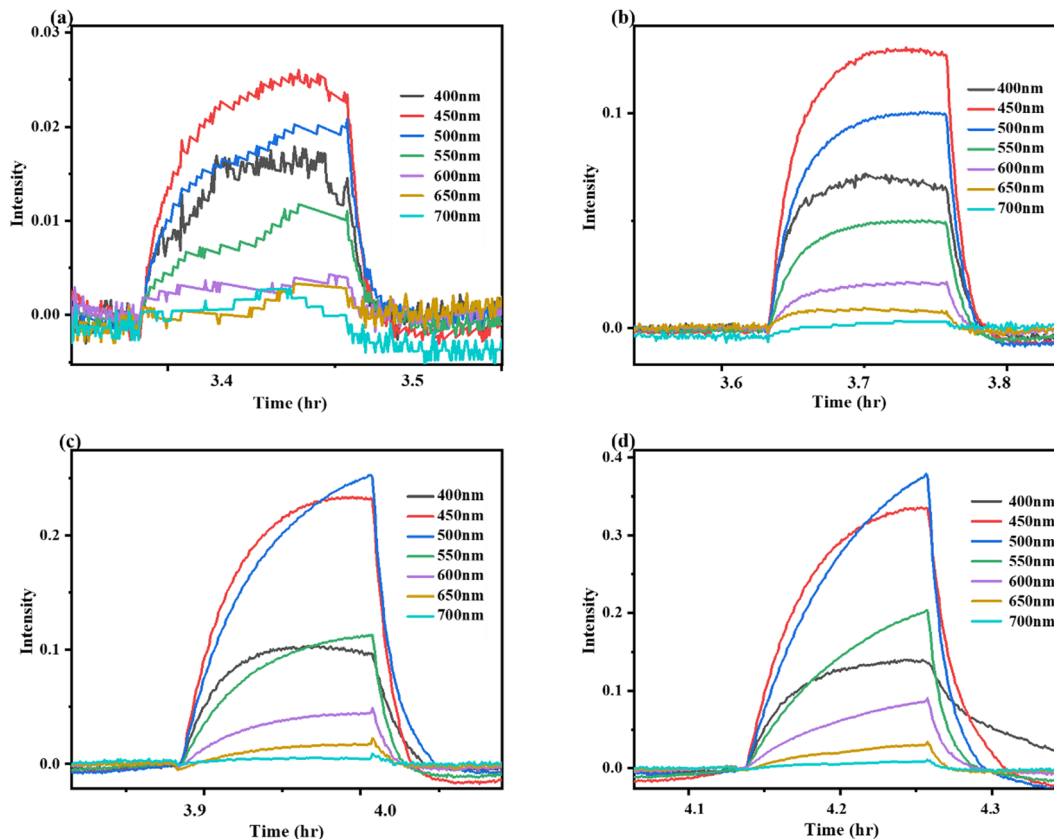 (a)
0.03
0.02
0.01
0.00
Intensity
400nm
450nm
500nm
550nm
600nm
650nm
700nm
3.4
3.5
Time (hr)
(b)
0.1
0.0
Intensity
400nm
450nm
500nm
550nm
600nm
650nm
700nm
3.6
3.7
3.8
Time (hr)
(c)
0.2
0.1
0.0
Intensity
400nm
450nm
500nm
550nm
600nm
650nm
700nm
3.9
4.0
Time (hr)
(d)
0.4
0.3
0.2
0.1
0.0
Intensity
400nm
450nm
500nm
550nm
600nm
650nm
700nm
4.1
4.2
4.3
Time (hr)